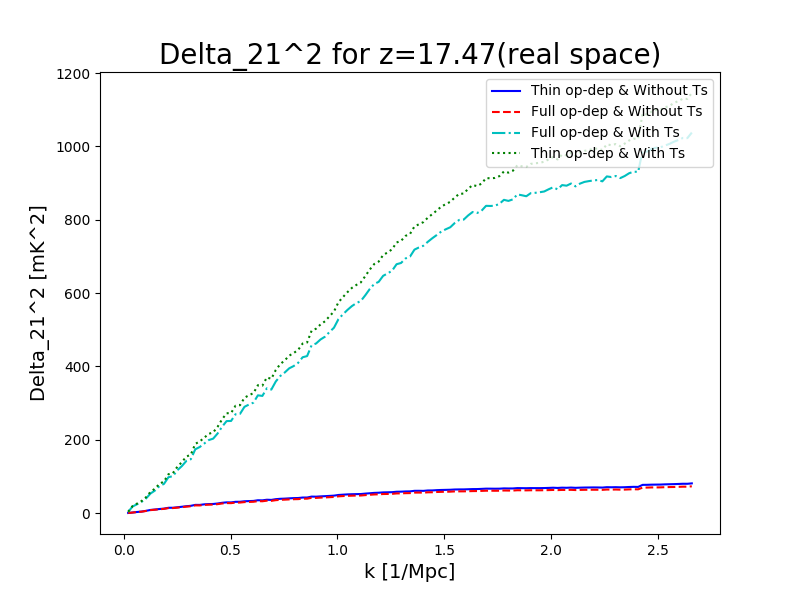 Delta_21^2 for z=17.47(real space)
Thin op-dep & Without Ts
Full op-dep & Without Ts
Full op-dep & With Ts
Thin op-dep & With Ts
Delta_21^2 [mK^2]
1200
1000
800
600
400
200
0
0.0 0.5 1.0 1.5 2.0 2.5
k [1/Mpc]